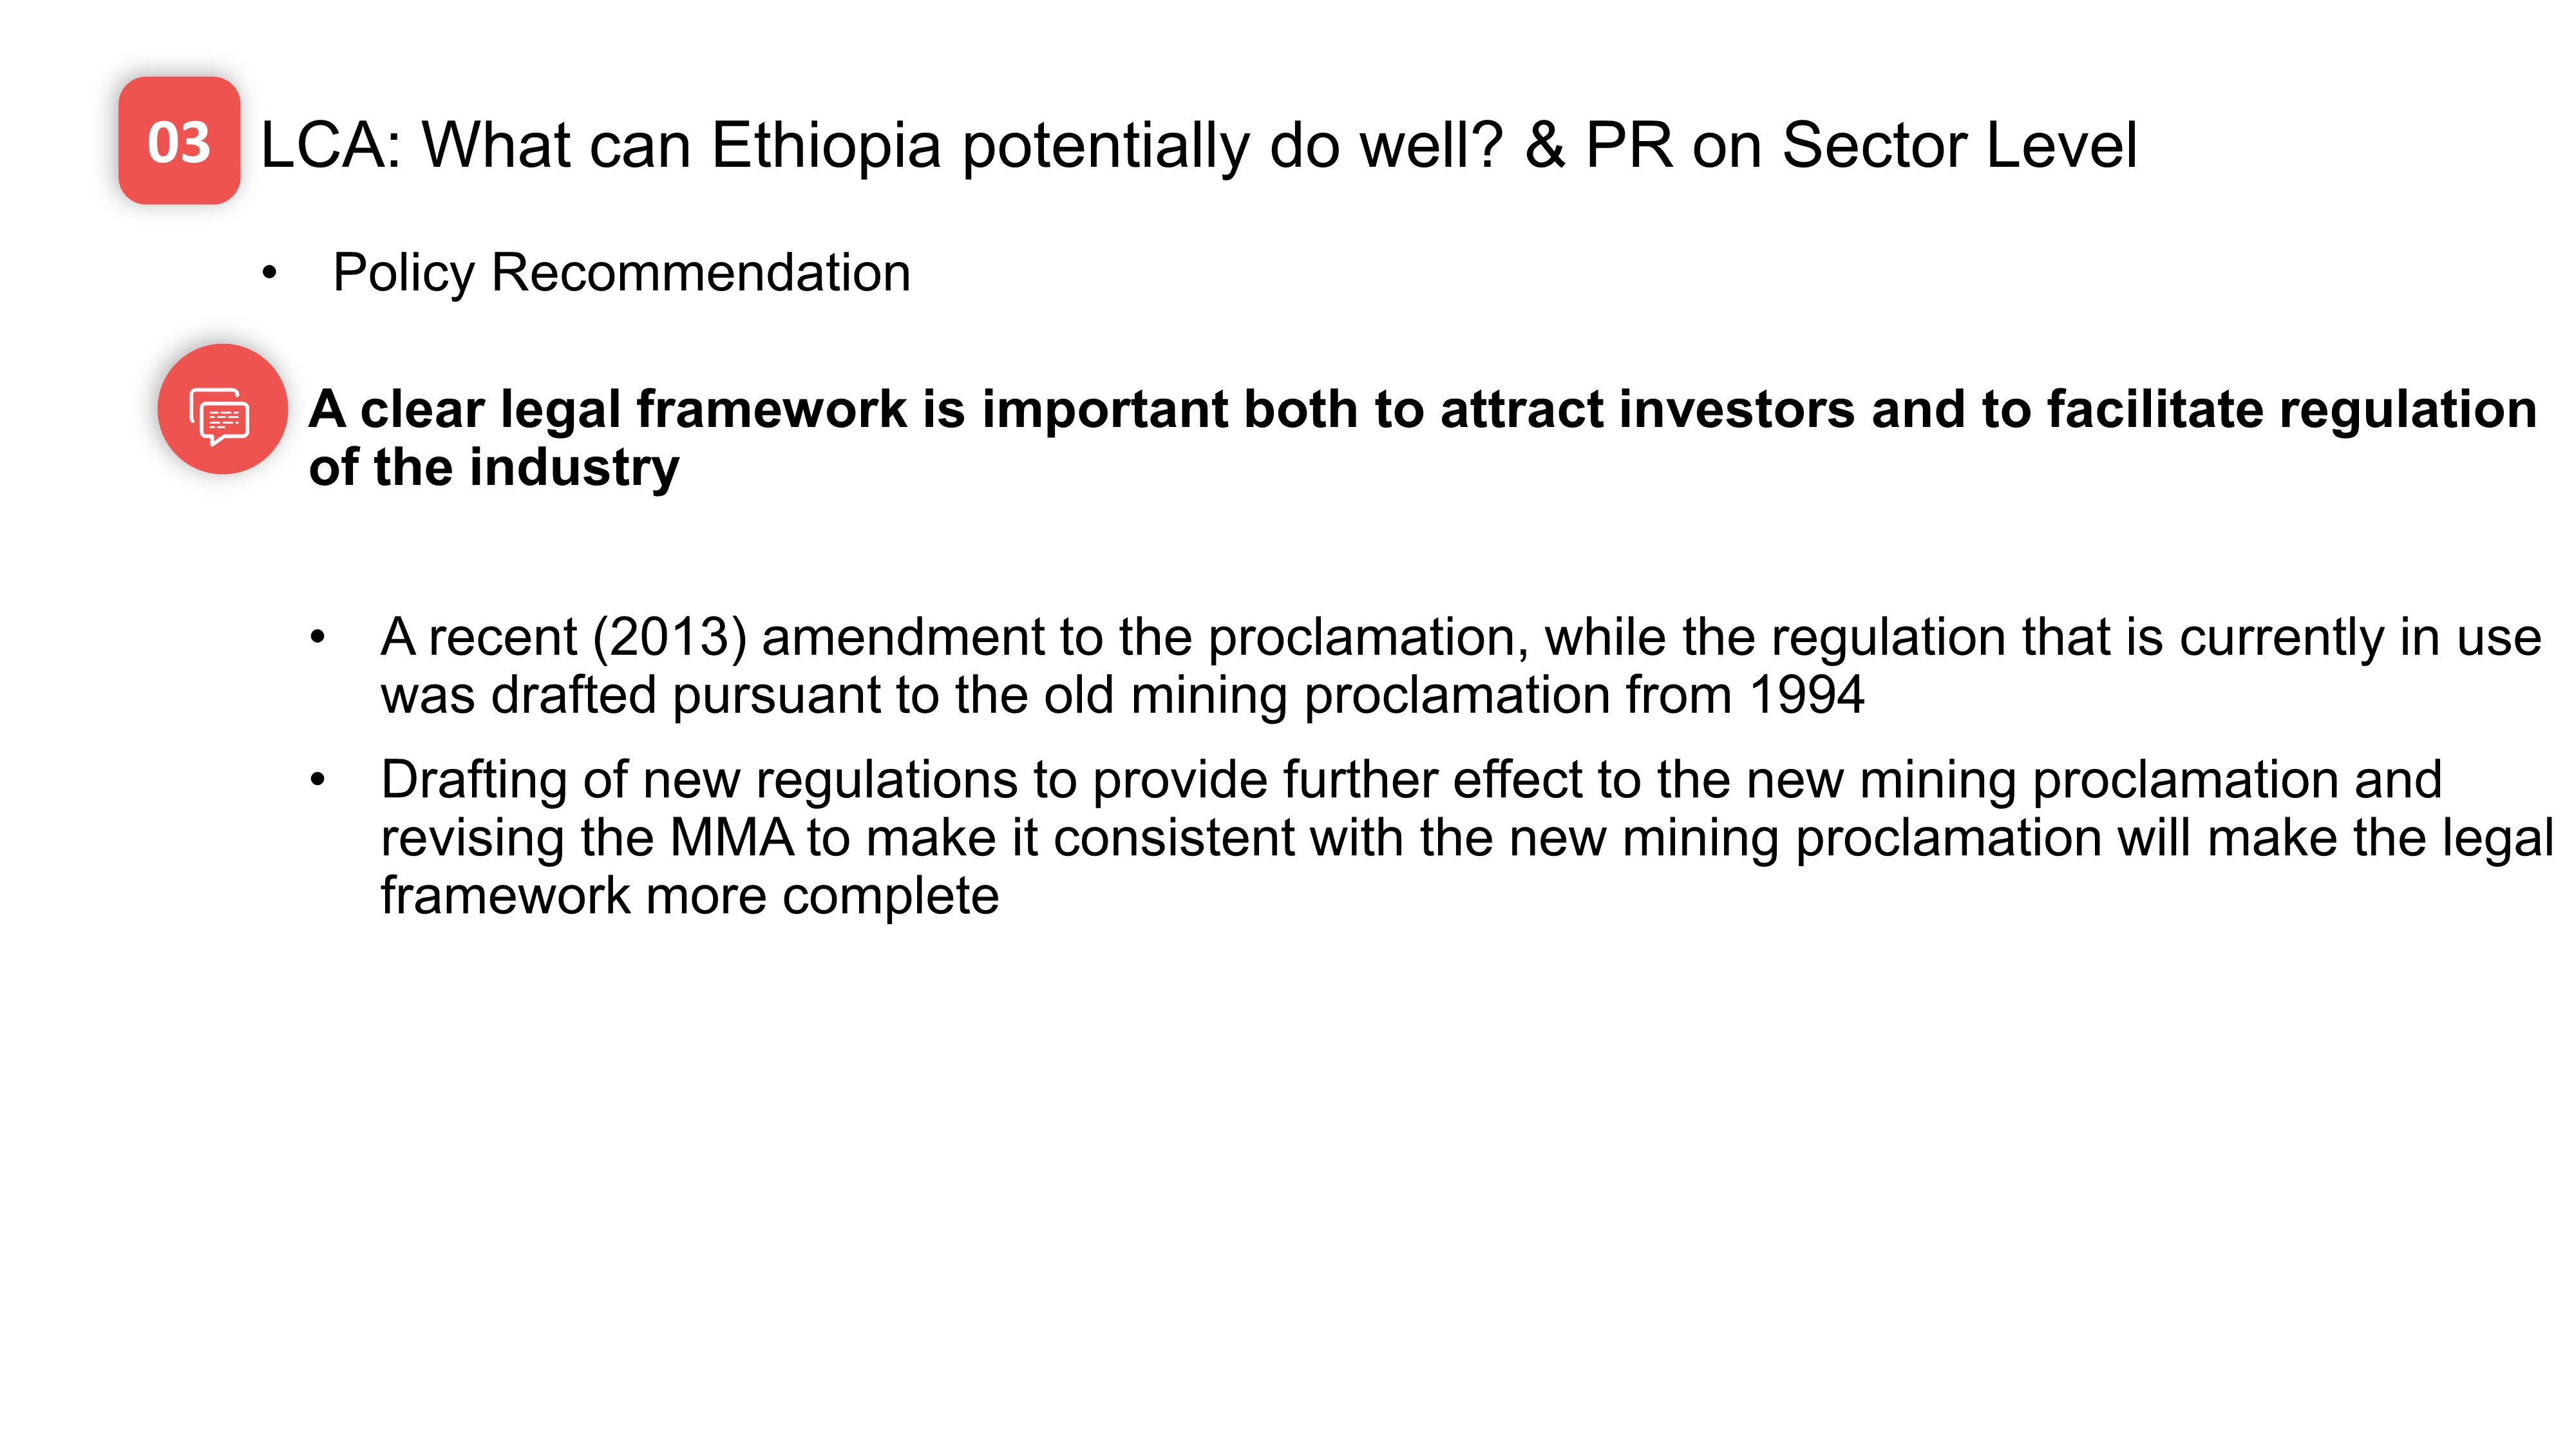 03
LCA: What can Ethiopia potentially do well? & PR on Sector Level
• Policy Recommendation
A clear legal framework is important both to attract investors and to facilitate regulation
of the industry
• A recent (2013) amendment to the proclamation, while the regulation that is currently in use
was drafted pursuant to the old mining proclamation from 1994
• Drafting of new regulations to provide further effect to the new mining proclamation and
revising the MMA to make it consistent with the new mining proclamation will make the legal
framework more complete